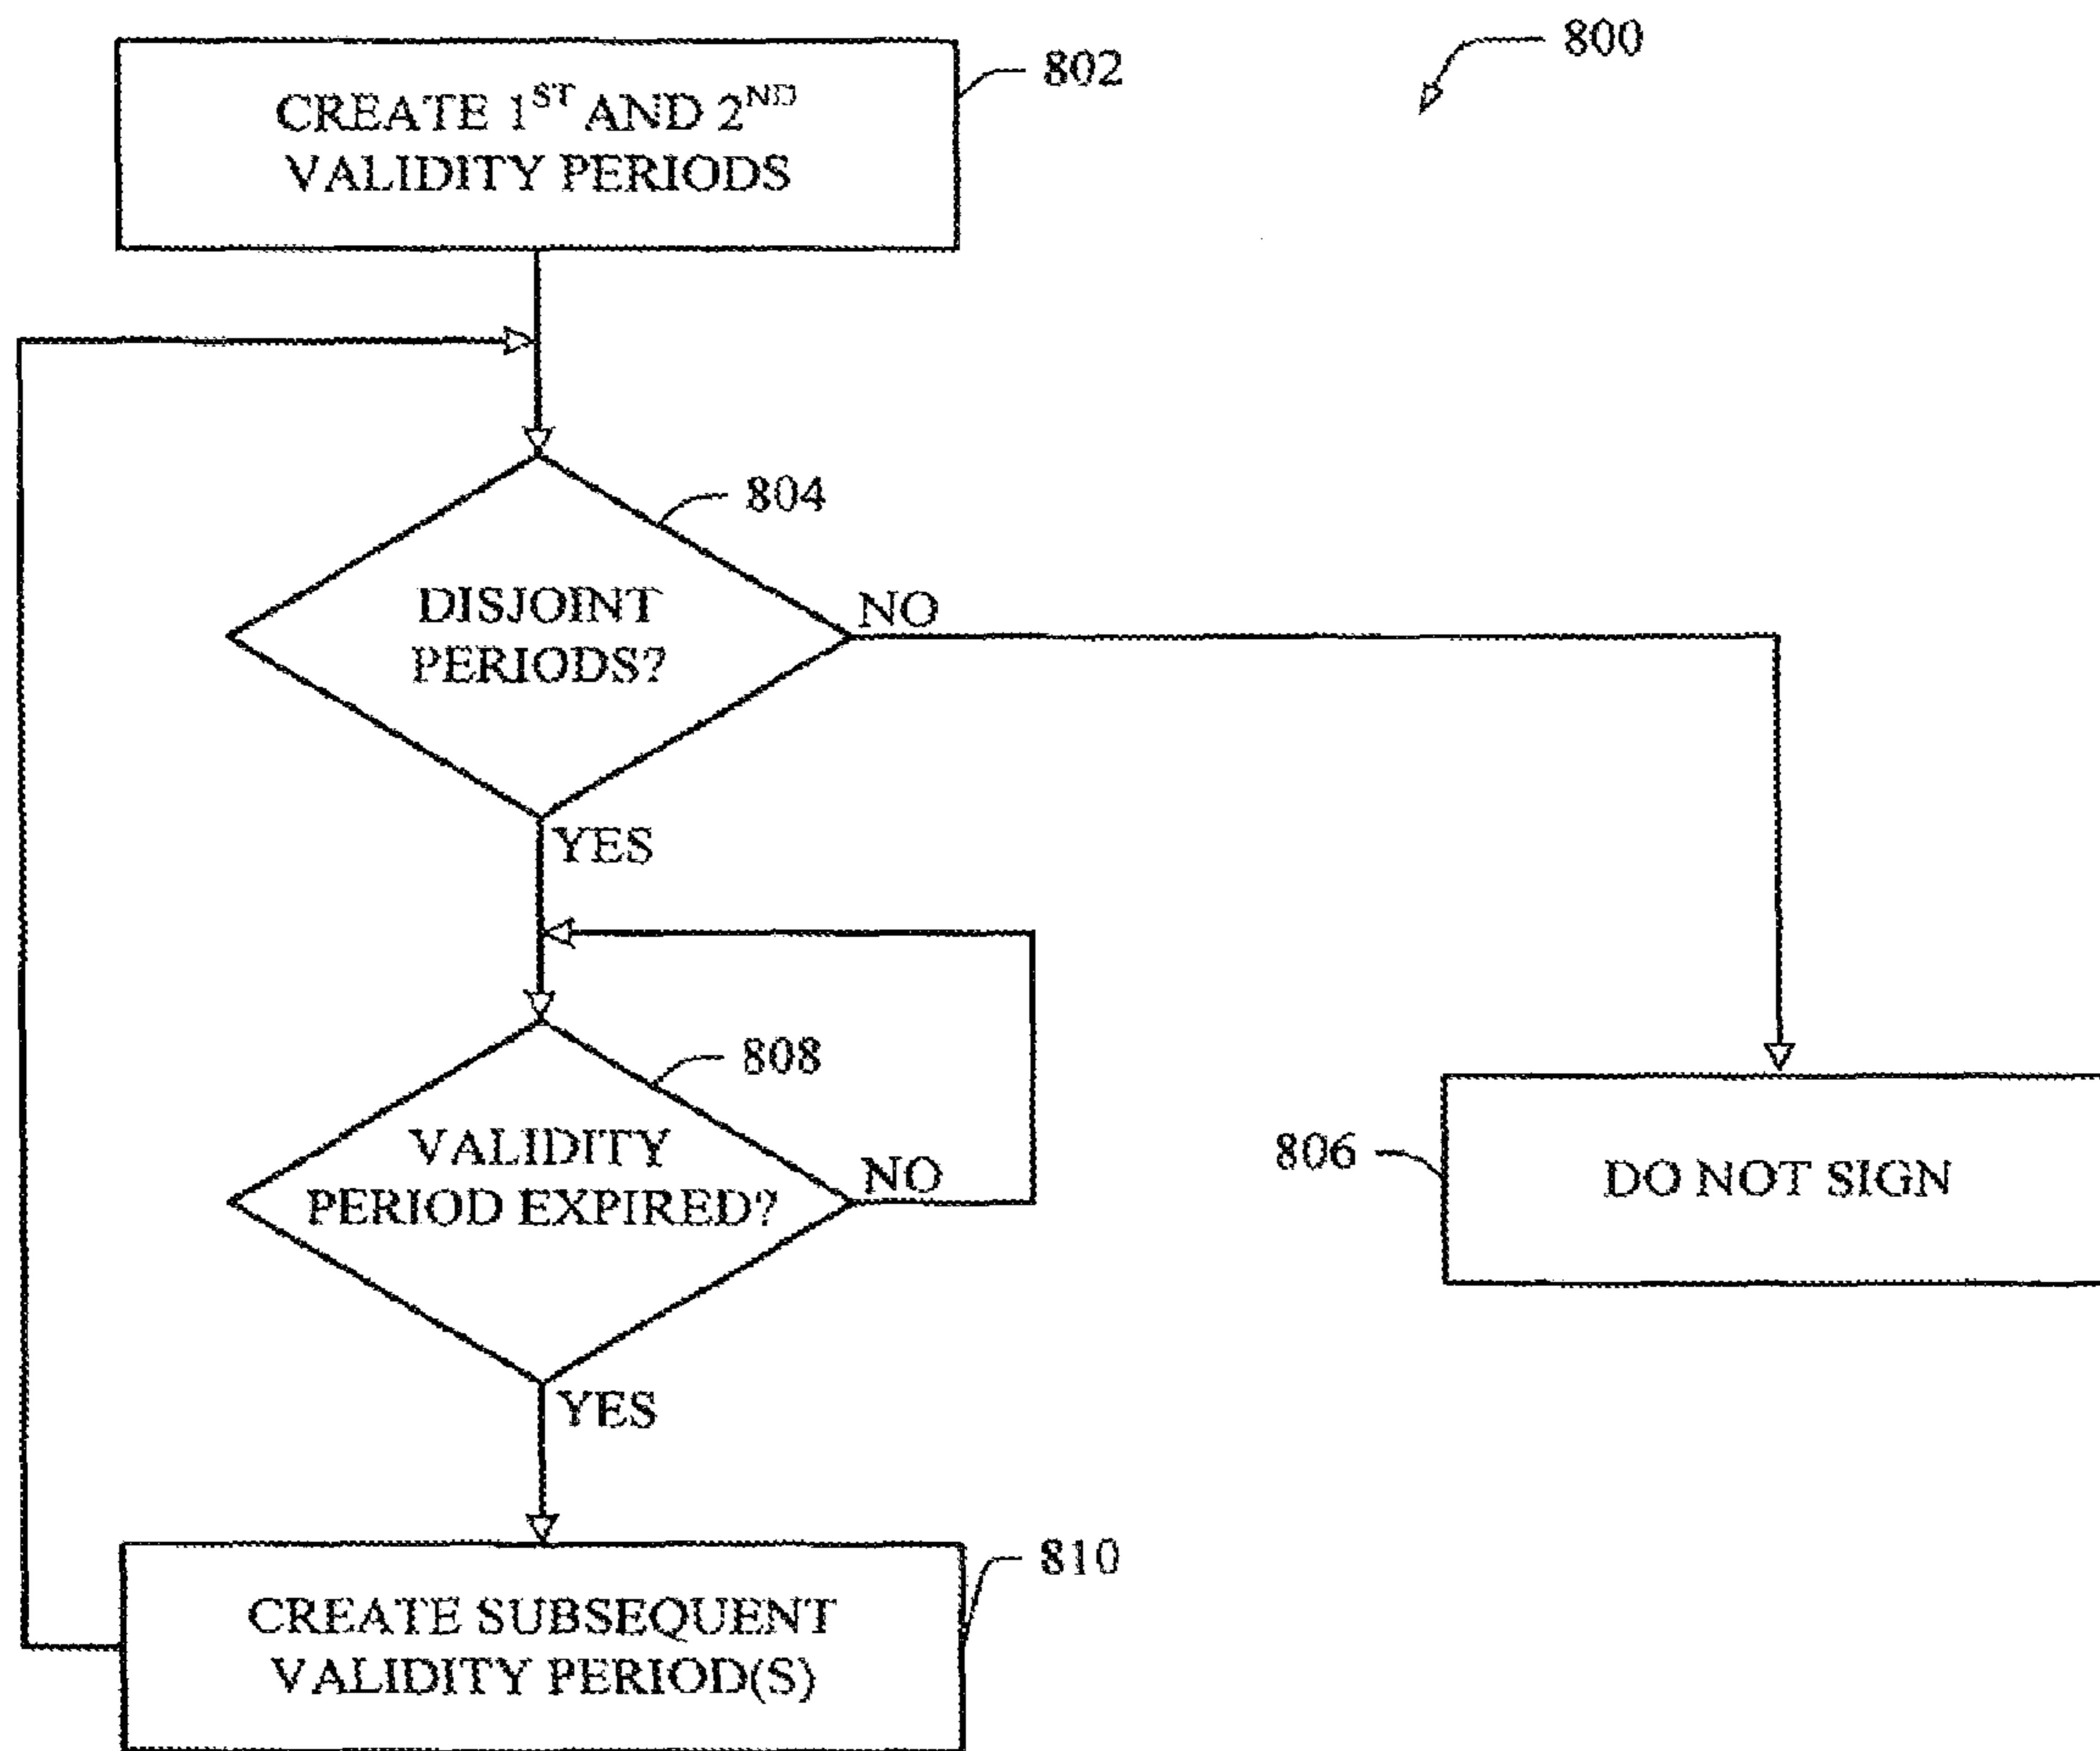 800
802
CREATE 1ST AND 2ND
VALIDITY PERIODS
804
DISJOINT
PERIODS?
NO
YES
808
VALIDITY
PERIOD EXPIRED?
NO
806
DO NOT SIGN
YES
810
CREATE SUBSEQUENT
VALIDITY PERIOD(S)